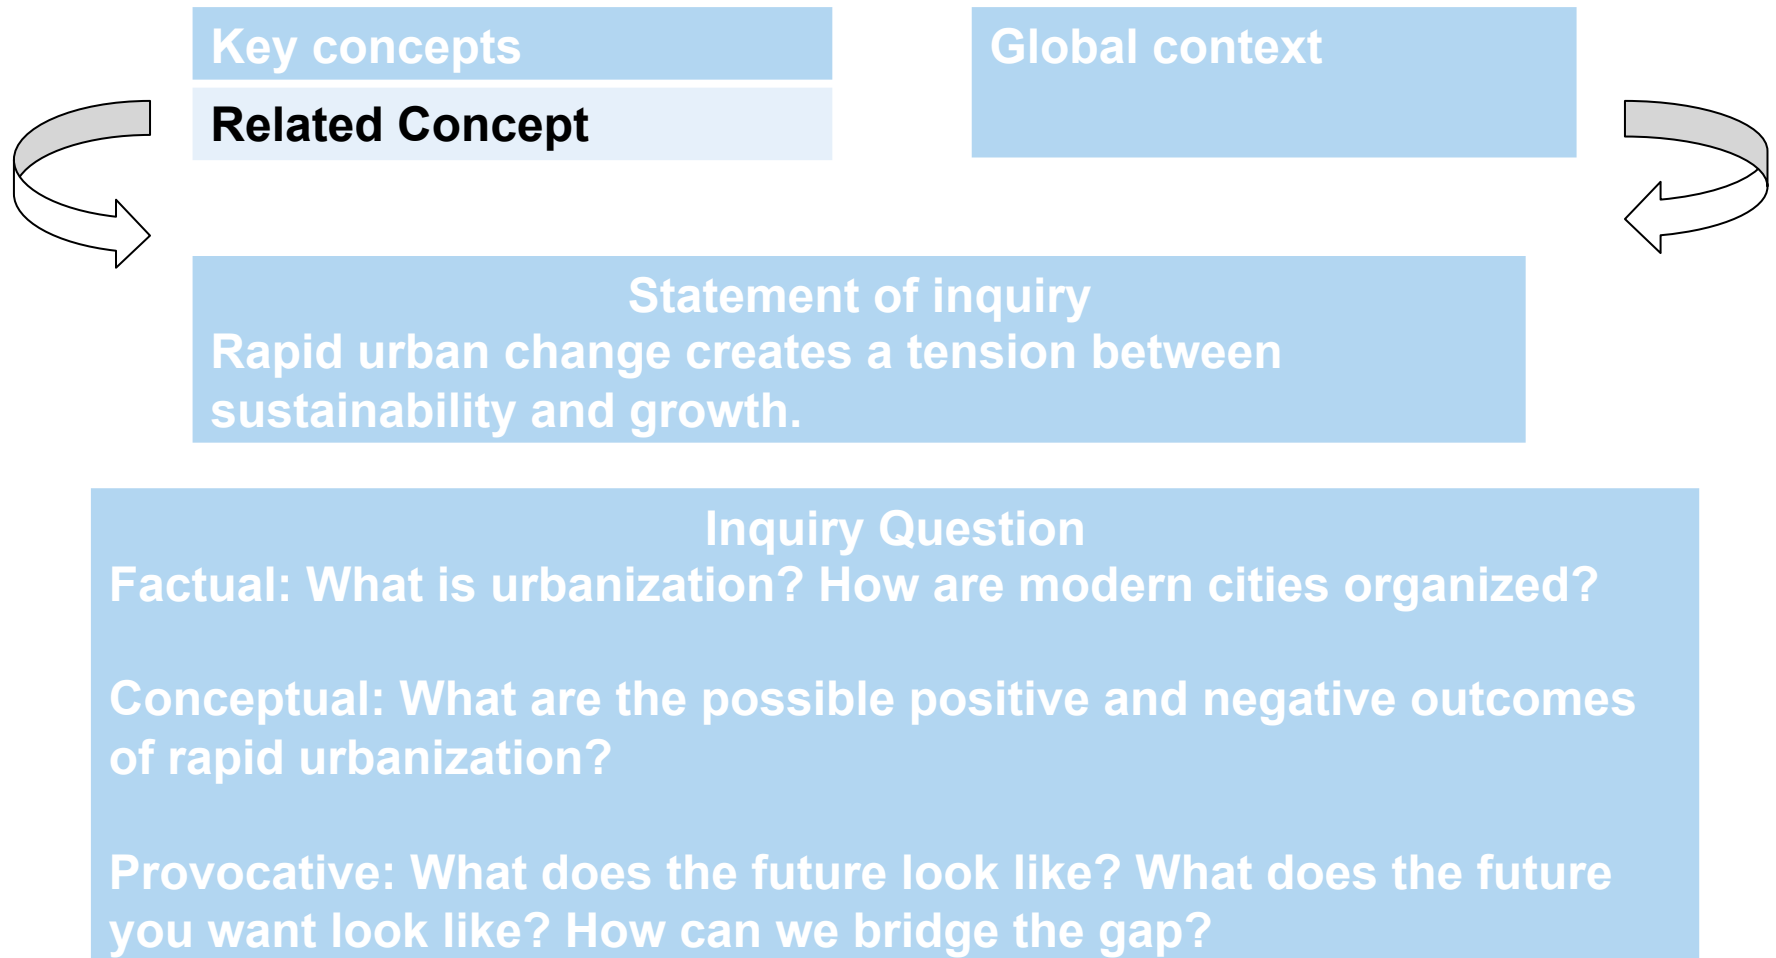 Key concepts
Related Concept
Global context
Statement of inquiry
Rapid urban change creates a tension between
sustainability and growth.
Inquiry Question
Factual: What is urbanization? How are modern cities organized?
Conceptual: What are the possible positive and negative outcomes
of rapid urbanization?
Provocative: What does the future look like? What does the future
you want look like? How can we bridge the gap?